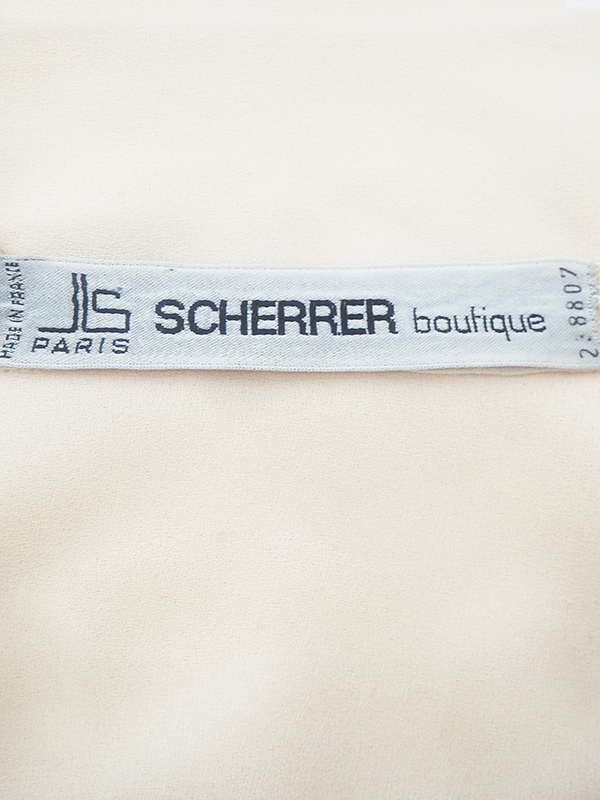 MADE IN FRANCE
JLS
PARIS
SCHERRER boutique
238807